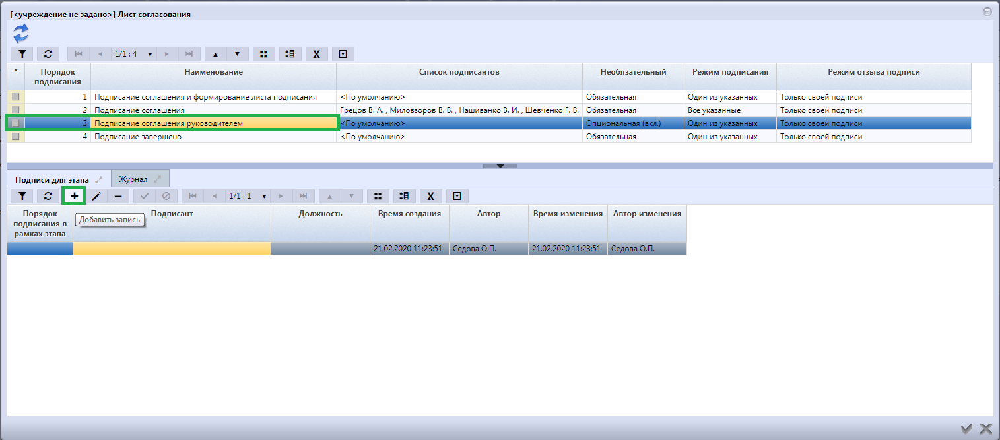 [<учреждение не задано>] Лист согласования
1/1 : 4
X
* Порядок подписания Наименование Список подписантов Необязательный Режим подписания Режим отзыва подписи
1 Подписание соглашения и формирование листа подписания <По умолчанию> Обязательная Один из указанных Только своей подписи
2 Подписание соглашения Грецов В. А. , Миловзоров В. В. , Нашиванко В. И. , Шевченко Г. В. Обязательная Все указанные Только своей подписи
3 Подписание соглашения руководителем <По умолчанию> Опциональная (вкл.) Один из указанных Только своей подписи
4 Подписание завершено <По умолчанию> Обязательная Один из указанных Только своей подписи
Подписи для этапа Журнал
1/1 : 1
X
Порядок подписания в рамках этапа Подписант Должность Время создания Автор Время изменения Автор изменения
Добавить запись
21.02.2020 11:23:51 Седова О.П. 21.02.2020 11:23:51 Седова О.П.